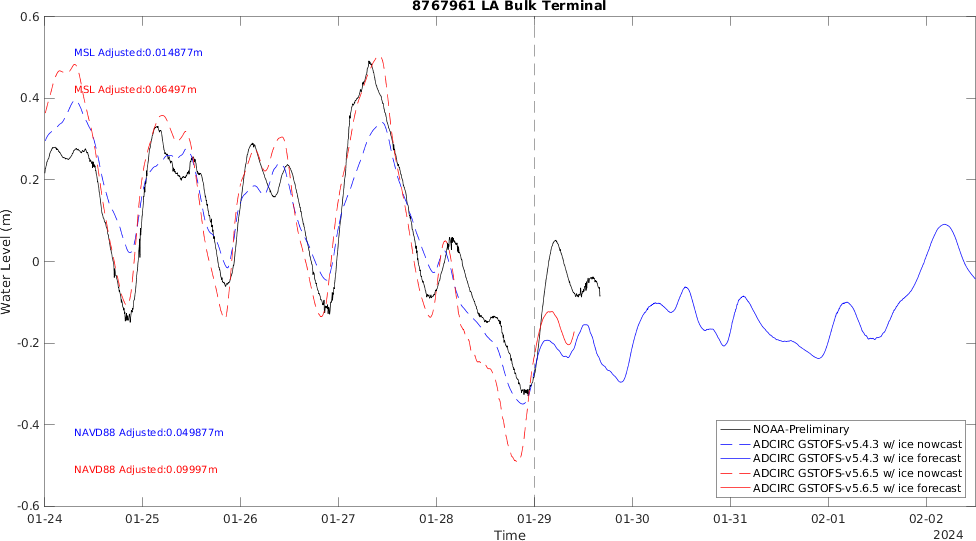 8767961 LA Bulk Terminal
0.6
MSL Adjusted:0.014877m
0.4
MSL Adjusted:0.06497m
0.2
Water Level (m)
0
-0.2
-0.4
NAVD88 Adjusted:0.049877m
NAVD88 Adjusted:0.09997m
NOAA-Preliminary
ADCIRC GSTOFS-v5.4.3 w/ ice nowcast
ADCIRC GSTOFS-v5.4.3 w/ ice forecast
ADCIRC GSTOFS-v5.6.5 w/ ice nowcast
ADCIRC GSTOFS-v5.6.5 w/ ice forecast
-0.6
01-24 01-25 01-26 01-27 01-28 01-29 01-30 01-31 02-01 02-02
Time
2024